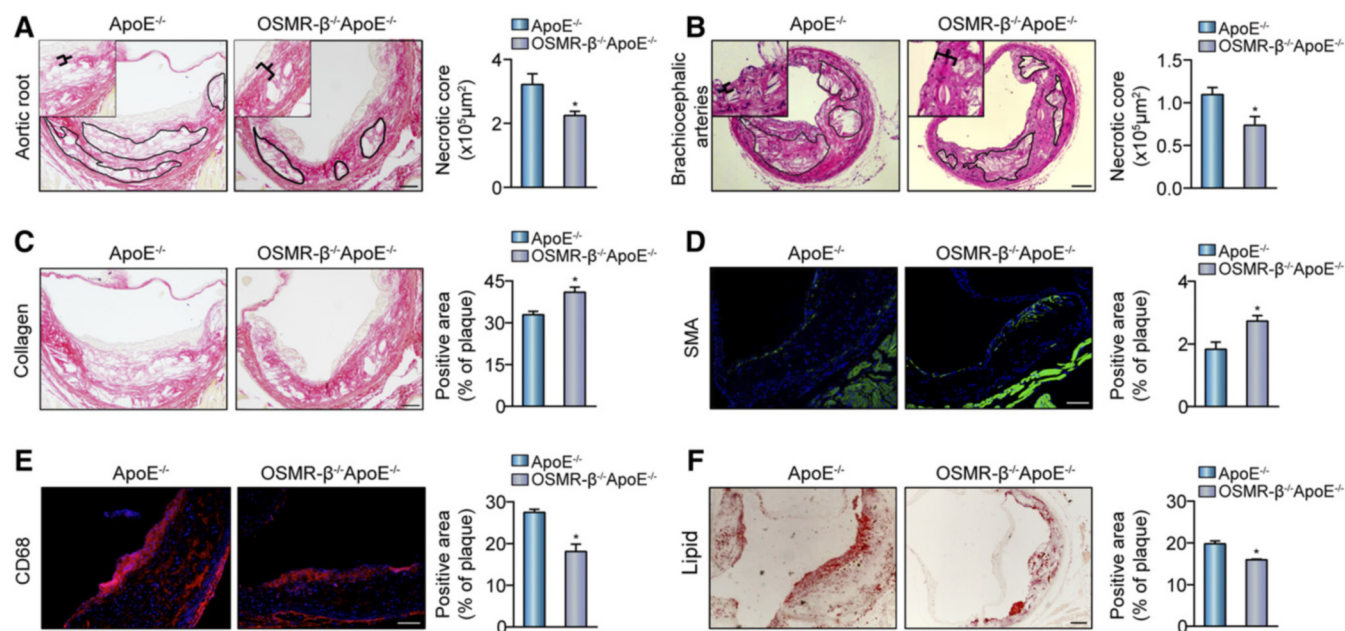 A
ApoE-/-
OSMR-β-/-ApoE-/-
Aortic root
Necrotic core
(x10⁵μm²)
4
2
0
*
ApoE-/-
OSMR-β-/-ApoE-/-
B
ApoE-/-
OSMR-β-/-ApoE-/-
Brachiocephalic
arteries
Necrotic core
(x10⁵μm²)
1.5
1.0
0.5
0.0
*
ApoE-/-
OSMR-β-/-ApoE-/-
C
ApoE-/-
OSMR-β-/-ApoE-/-
Collagen
Positive area
(% of plaque)
45
30
15
0
*
ApoE-/-
OSMR-β-/-ApoE-/-
D
ApoE-/-
OSMR-β-/-ApoE-/-
SMA
Positive area
(% of plaque)
4
2
0
*
ApoE-/-
OSMR-β-/-ApoE-/-
E
ApoE-/-
OSMR-β-/-ApoE-/-
CD68
Positive area
(% of plaque)
30
20
10
0
*
ApoE-/-
OSMR-β-/-ApoE-/-
F
ApoE-/-
OSMR-β-/-ApoE-/-
Lipid
Positive area
(% of plaque)
30
20
10
0
*
ApoE-/-
OSMR-β-/-ApoE-/-